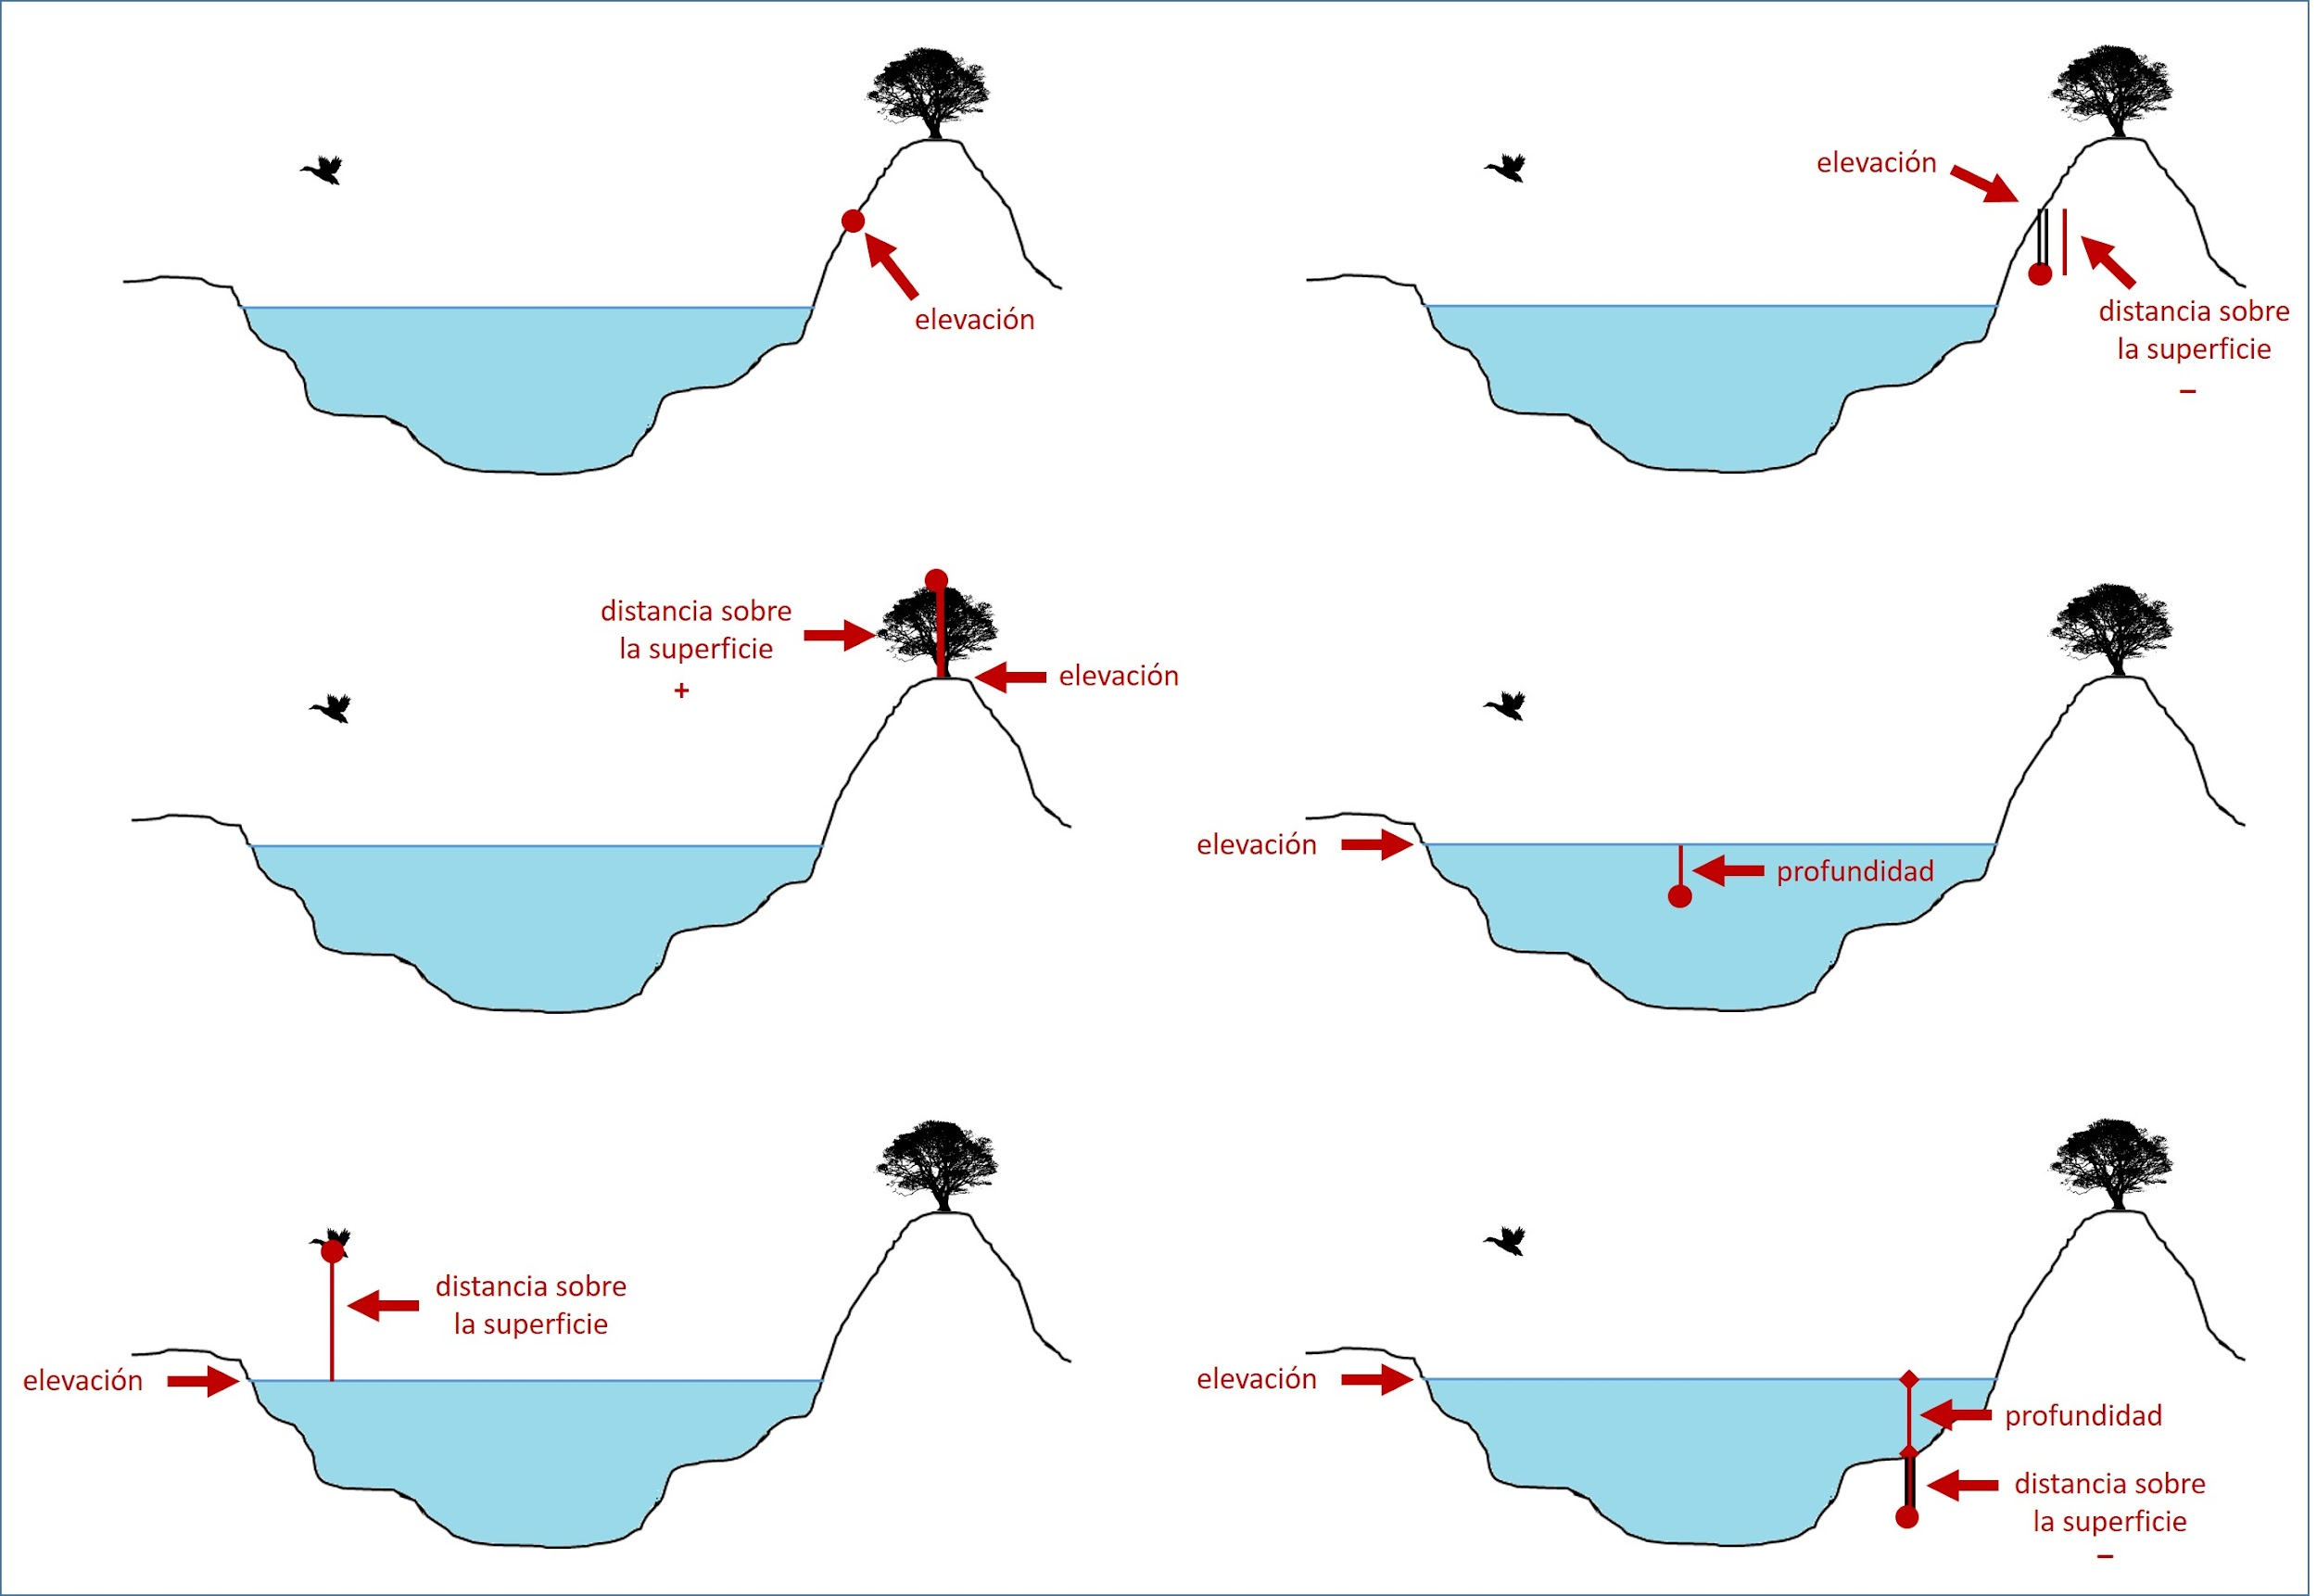 elevación
elevación
distancia sobre
la superficie
–
distancia sobre
la superficie
+
elevación
elevación
profundidad
distancia sobre
la superficie
elevación
elevación
profundidad
distancia sobre
la superficie
–